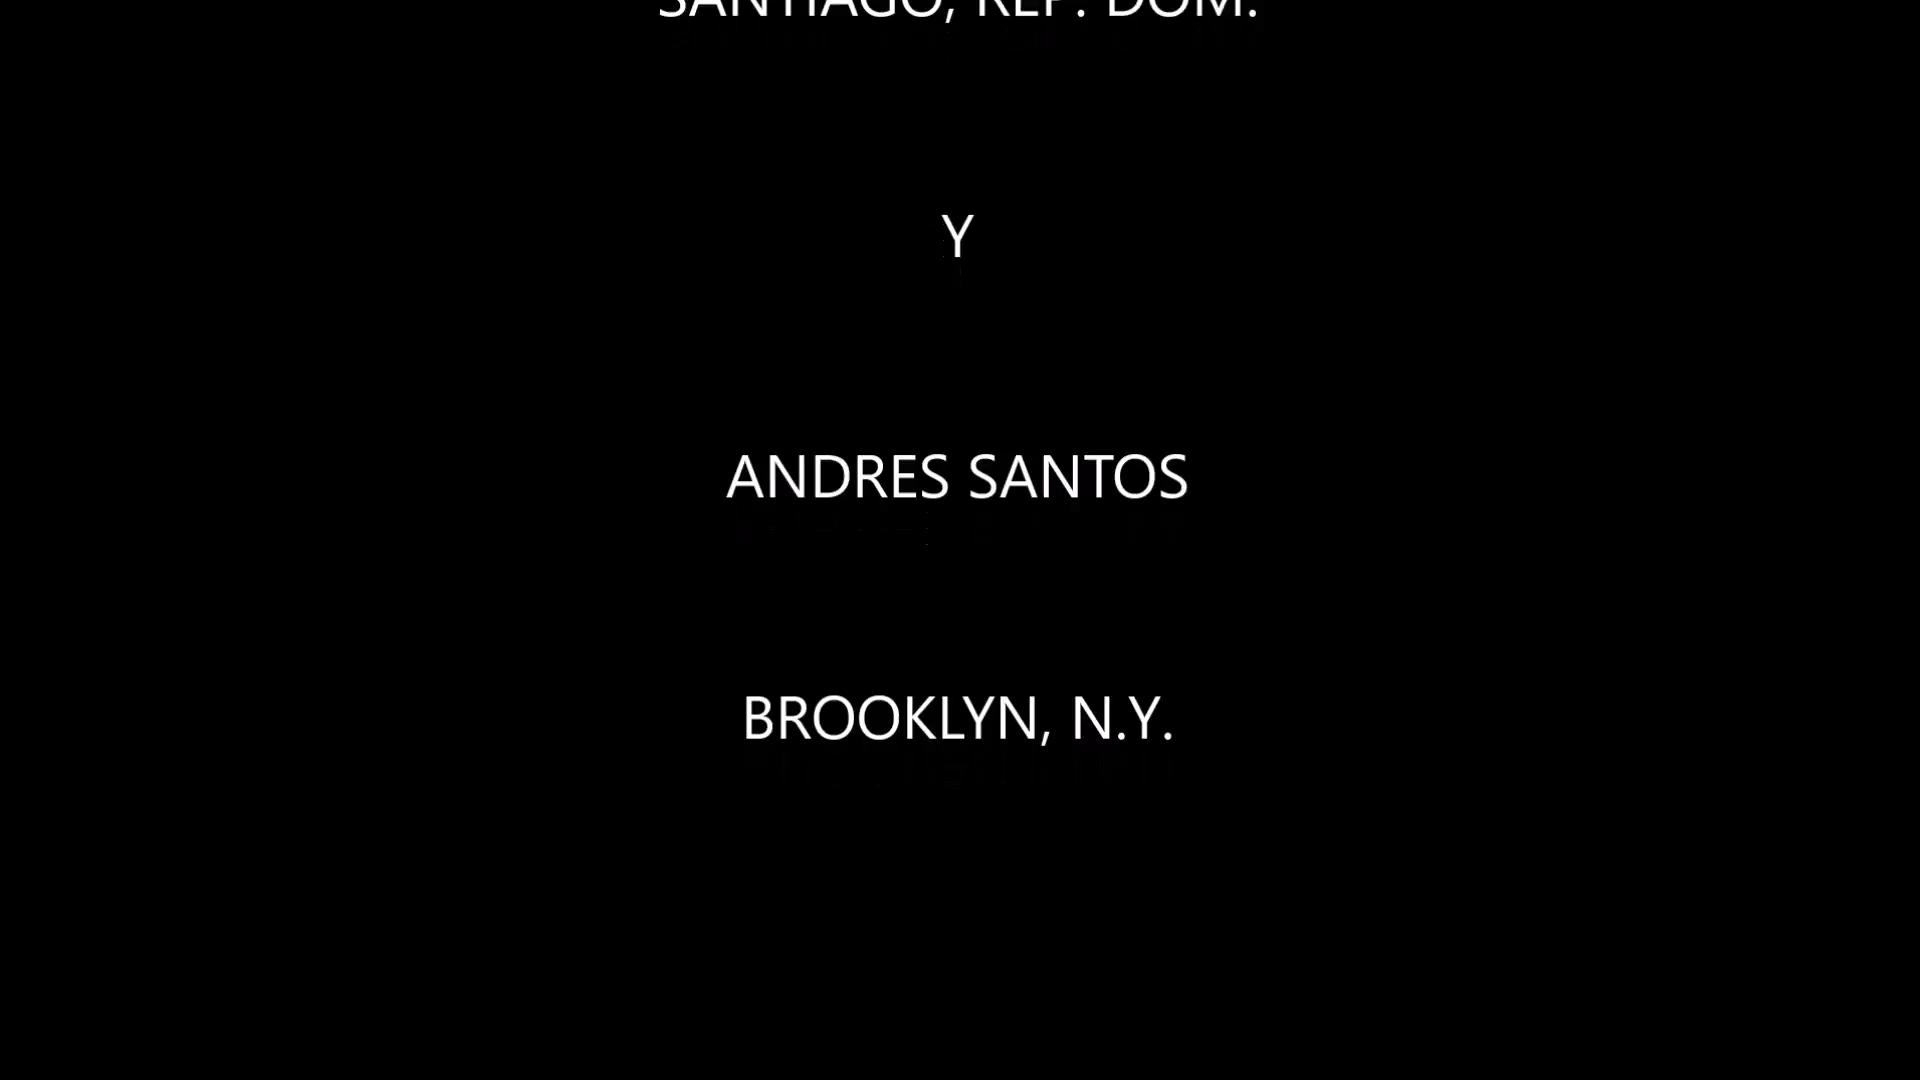 SANTIAGO, REP. DOM.
Y
ANDRES SANTOS
BROOKLYN, N.Y.